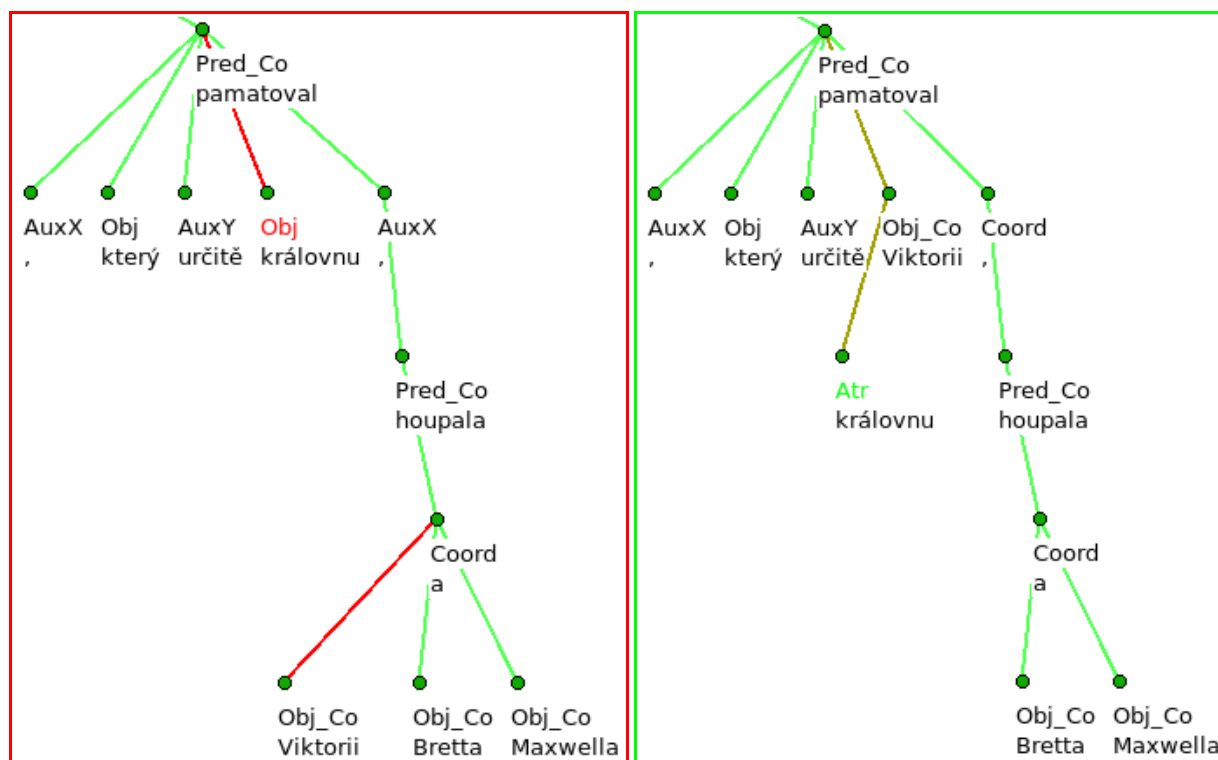 Pred_Co
pamatoval
AuxX Obj AuxY Obj AuxX
, který určitě královnu ,
Pred_Co
houpala
Coord
a
Obj_Co Obj_Co Obj_Co
Viktorii Bretta Maxwella
Pred_Co
pamatoval
AuxX Obj AuxY Obj_Co Coord
, který určitě Viktorii ,
Atr Pred_Co
královnu houpala
Coord
a
Obj_Co Obj_Co
Bretta Maxwella